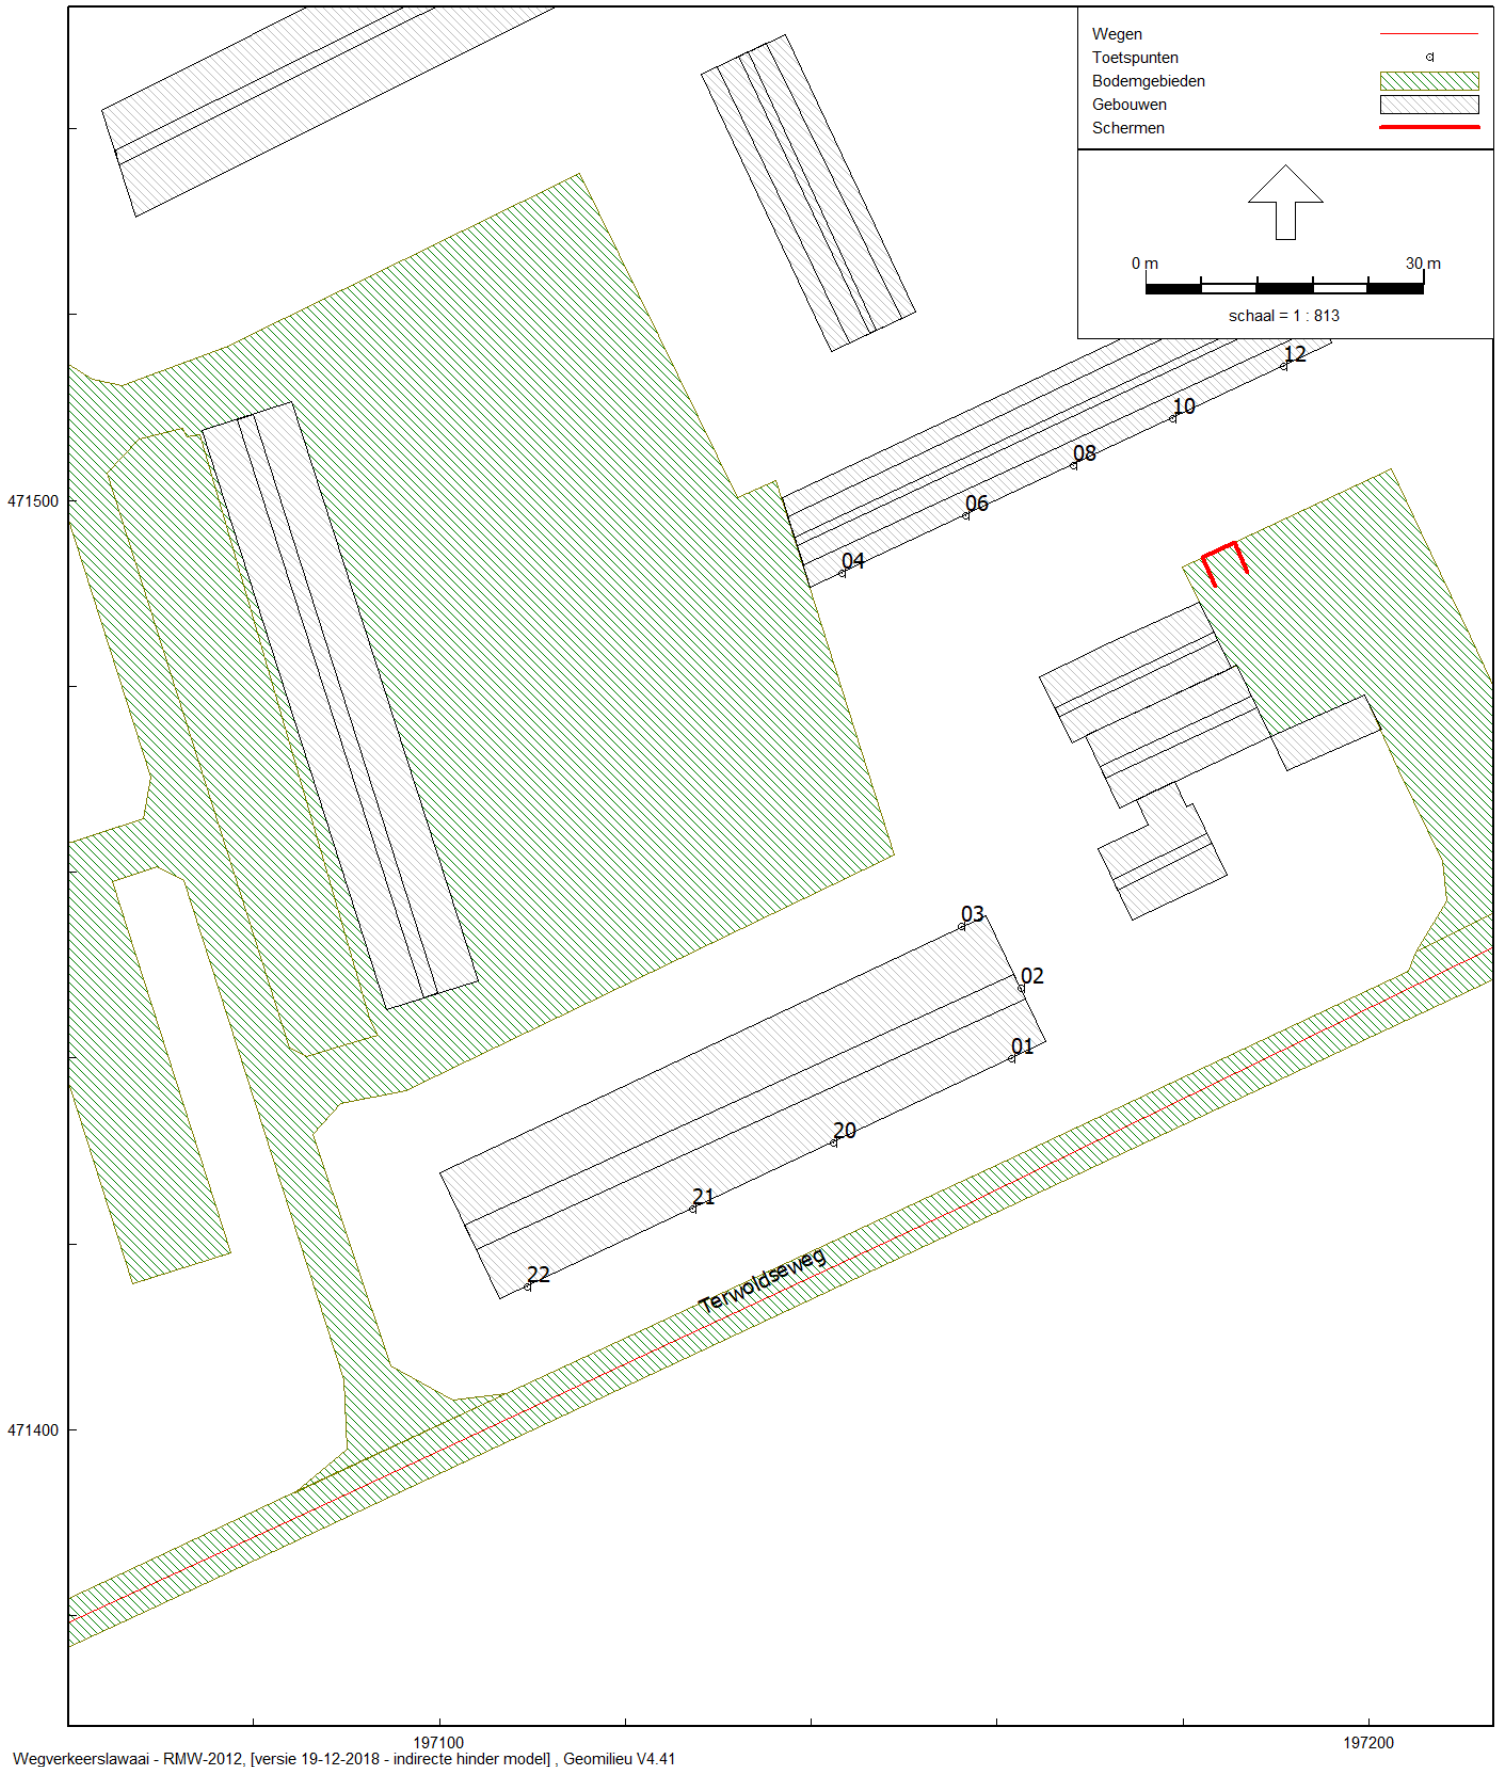 Wegen
Toetspunten
Bodemgebieden
Gebouwen
Schermen
0 m 30 m
schaal = 1 : 813
12
10
08
06
04
471500
03
02
01
20
21
22
Terwoldseweg
471400
197100 197200
Wegverkeerslawaai - RMW-2012, [versie 19-12-2018 - indirecte hinder model] , Geomilieu V4.41